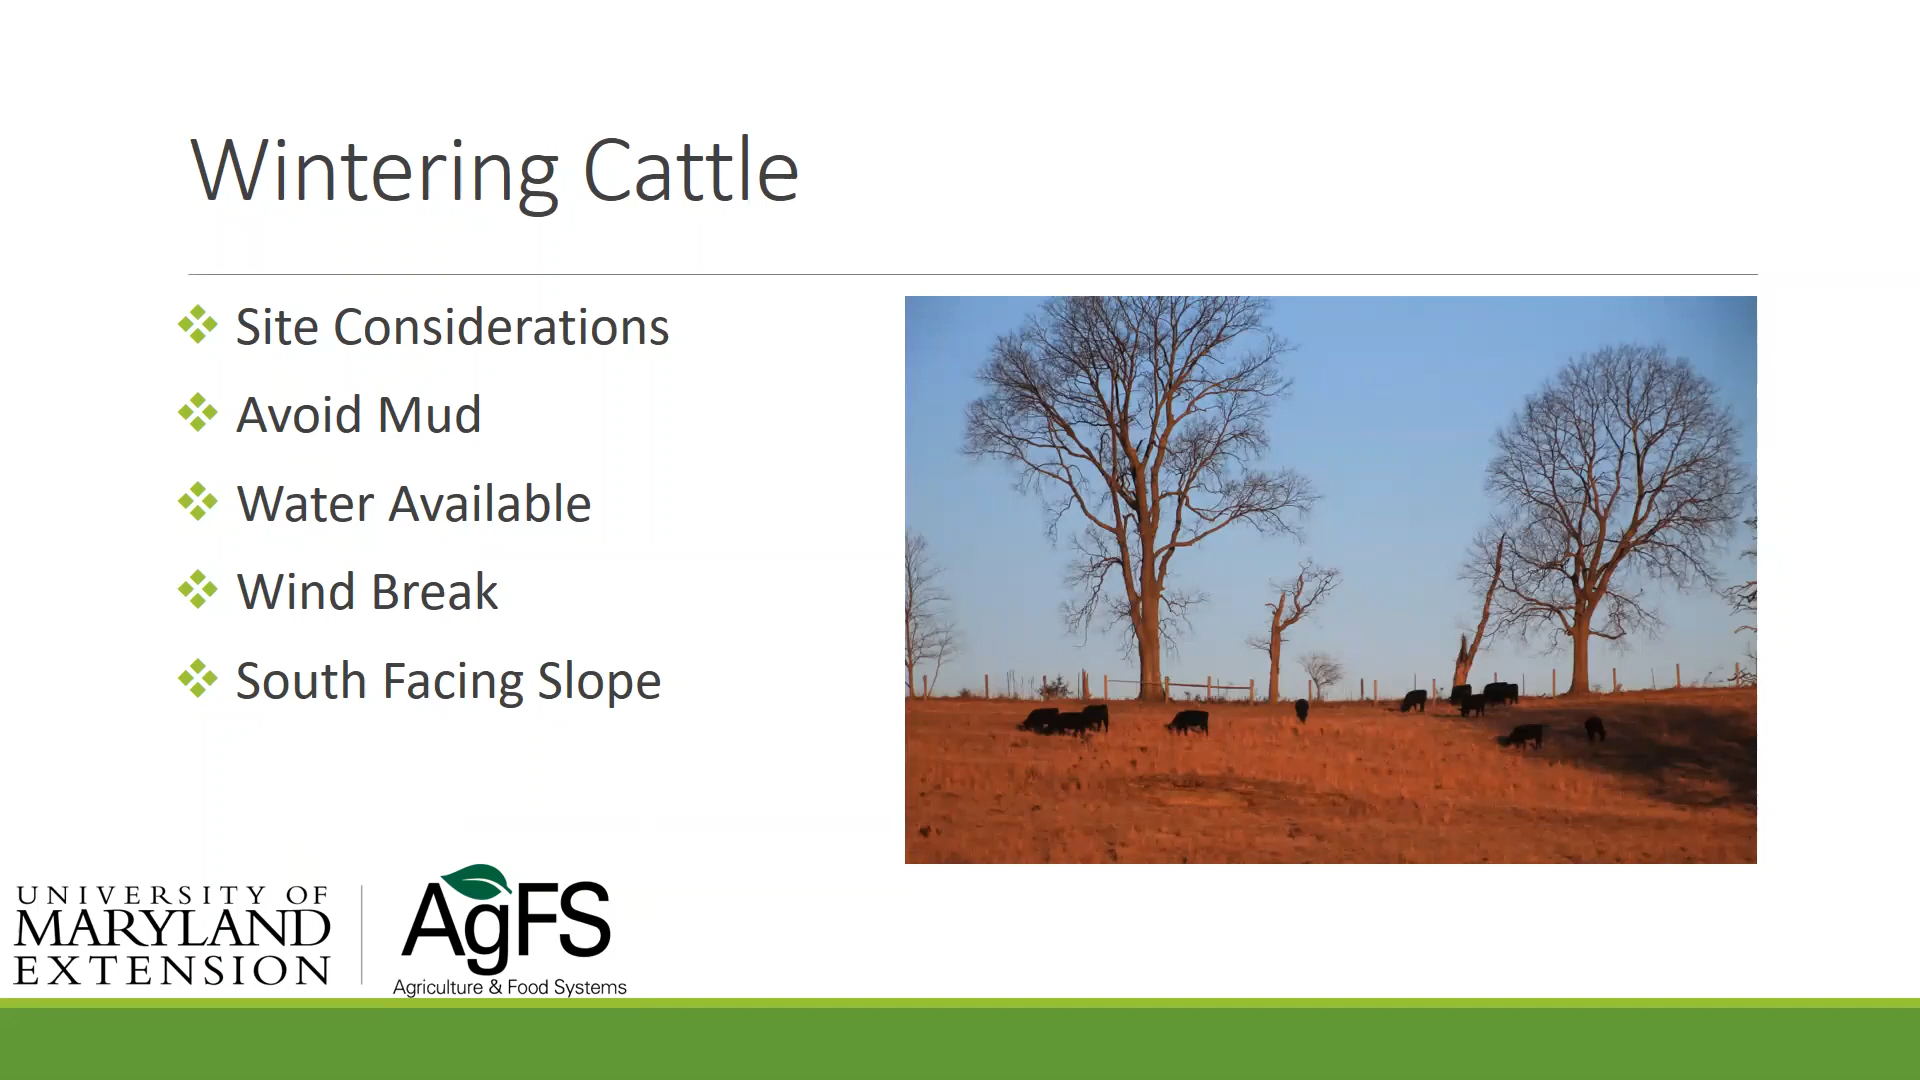 Wintering Cattle
Site Considerations
Avoid Mud
Water Available
Wind Break
South Facing Slope
UNIVERSITY OF
MARYLAND
EXTENSION
AgFS
Agriculture & Food Systems